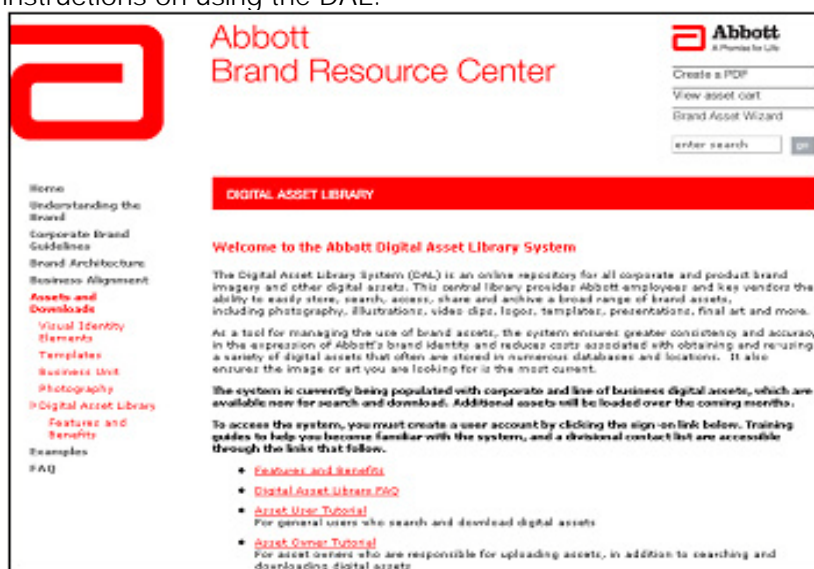 instructions on using the DAL:
Abbott
Brand Resource Center
Abbott
A Promise for Life
Create a PDF
View asset cart
Brand Asset Wizard
enter search
go
Home
Understanding the
Brand
Corporate Brand
Guidelines
Brand Architecture
Business Alignment
Assets and
Downloads
Visual Identity
Elements
Templates
Business Unit
Photography
Digital Asset Library
Features and
Benefits
Examples
FAQ
DIGITAL ASSET LIBRARY
Welcome to the Abbott Digital Asset Library System
The Digital Asset Library System (DAL) is an online repository for all corporate and product brand
imagery and other digital assets. This central library provides Abbott employees and key vendors the
ability to easily store, search, access, share and archive a broad range of brand assets,
including photography, illustrations, video clips, logos, templates, presentations, final art and more.
As a tool for managing the use of brand assets, the system ensures greater consistency and accuracy
in the expression of Abbott's brand identity and reduces costs associated with obtaining and re-using
a variety of digital assets that often are stored in numerous databases and locations. It also
ensures the image or art you are looking for is the most current.
The system is currently being populated with corporate and line of business digital assets, which are
available now for search and download. Additional assets will be loaded over the coming months.
To access the system, you must create a user account by clicking the sign-on link below. Training
guides to help you become familiar with the system, and a divisional contact list are accessible
through the links that follow.
• Features and Benefits
• Digital Asset Library FAQ
• Asset User Tutorial
For general users who search and download digital assets
• Asset Owner Tutorial
For asset owners who are responsible for uploading assets, in addition to searching and
downloading digital assets